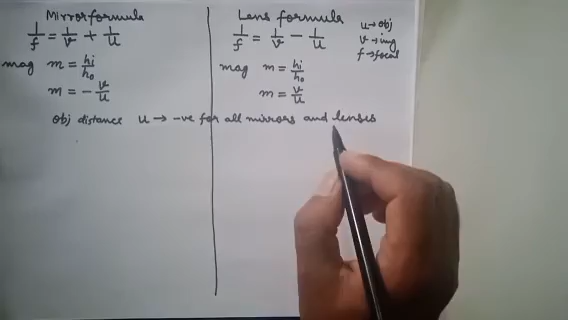 Mirror formula
1/f = 1/v + 1/u
mag m = hi/ho
m = - v/u
Lens formula
1/f = 1/v - 1/u
mag m = hi/ho
m = v/u
u → obj
v → img
f → focal
obj distance u → -ve for all mirrors and lenses